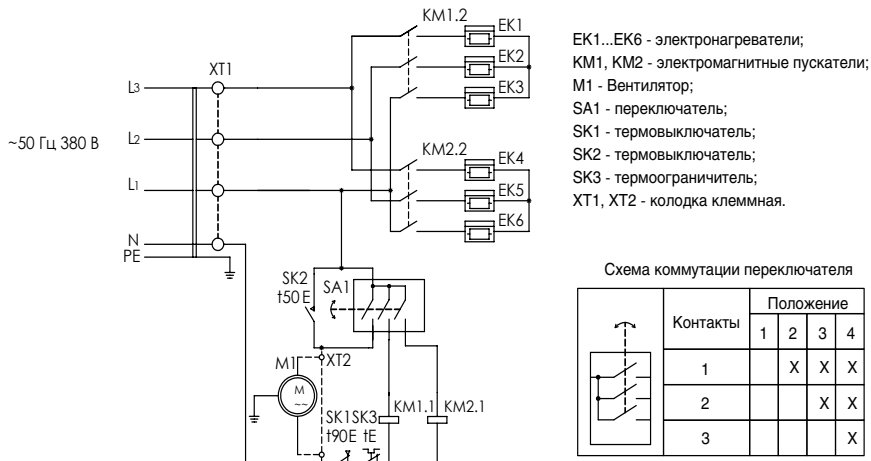 KM1.2
EK1
EK2
EK3
XT1
L3
~50 Гц 380 В
L2
KM2.2
EK4
EK5
EK6
L1
N
PE
SK2
t50 E
SA1
XT2
M1
M
~~
SK1SK3
t90E tE
KM1.1
KM2.1
EK1...EK6 - электронагреватели;
KM1, KM2 - электромагнитные пускатели;
M1 - Вентилятор;
SA1 - переключатель;
SK1 - термовыключатель;
SK2 - термовыключатель;
SK3 - термоограничитель;
XT1, XT2 - колодка клеммная.
Схема коммутации переключателя
Контакты Положение
1 2 3 4
1 X X X
2 X X
3 X